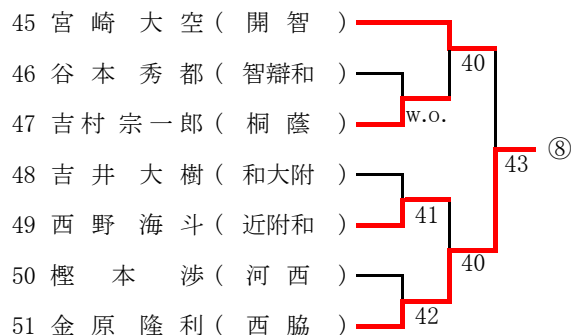 45 宮 崎 大 空 ( 開 智 )
40
46 谷 本 秀 都 ( 智辯和 )
w.o.
47 吉 村 宗 一 郎 ( 桐 蔭 )
43 ⑧
48 吉 井 大 樹 ( 和大附 )
41
49 西 野 海 斗 ( 近附和 )
40
50 樫 本 渉 ( 河 西 )
42
51 金 原 隆 利 ( 西 脇 )